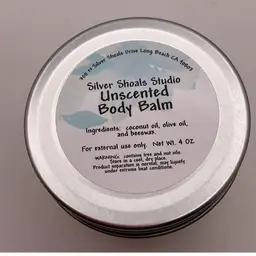 Silver Shoals Drive Long Beach CA
Silver Shoals Studio
Unscented
Body Balm
Ingredients: coconut oil, olive oil,
and beeswax.
For external use only. Net Wt. 4 OZ
WARNING: contains tree and nut oils.
Store in a cool, dry place.
Product separation is normal, may liquify
under extreme hot conditions.